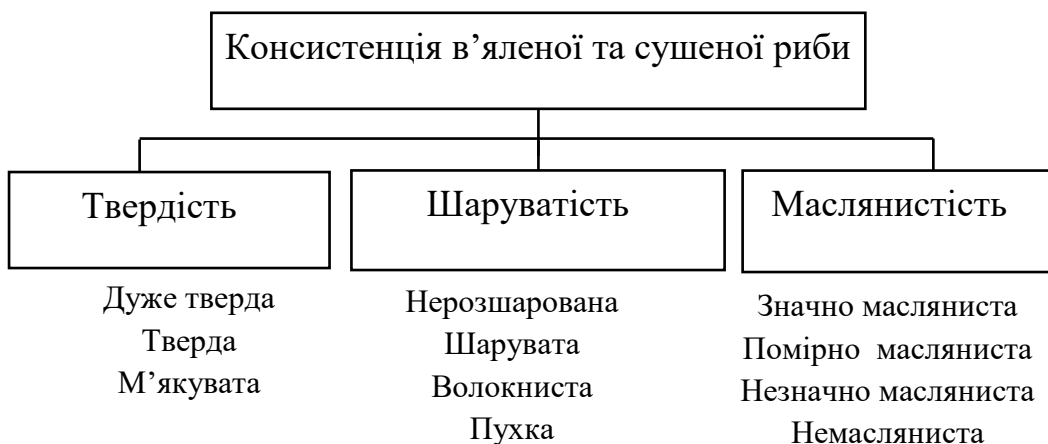 Консистенція в’яленої та сушеної риби
Твердість
Дуже тверда
Тверда
М’якувата
Шаруватість
Нерозшарована
Шарувата
Волокниста
Пухка
Маслянистість
Значно масляниста
Помірно масляниста
Незначно масляниста
Немасляниста